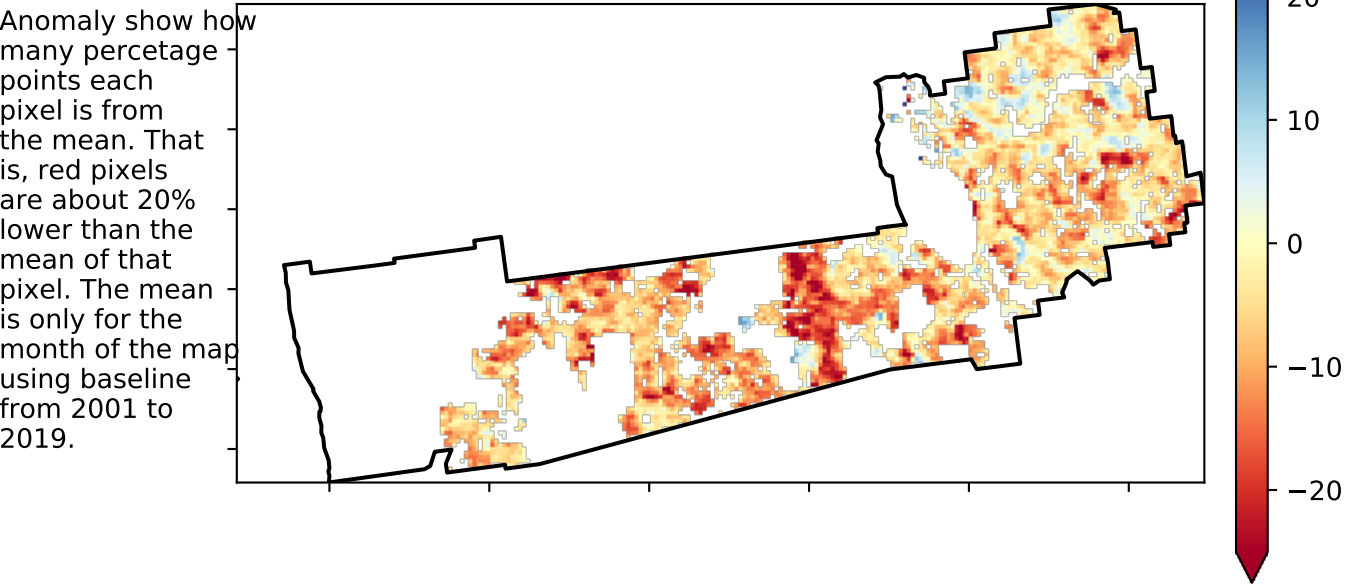 Anomaly show how
many percetage
points each
pixel is from
the mean. That
is, red pixels
are about 20%
lower than the
mean of that
pixel. The mean
is only for the
month of the map
using baseline
from 2001 to
2019.
20
10
0
−10
−20